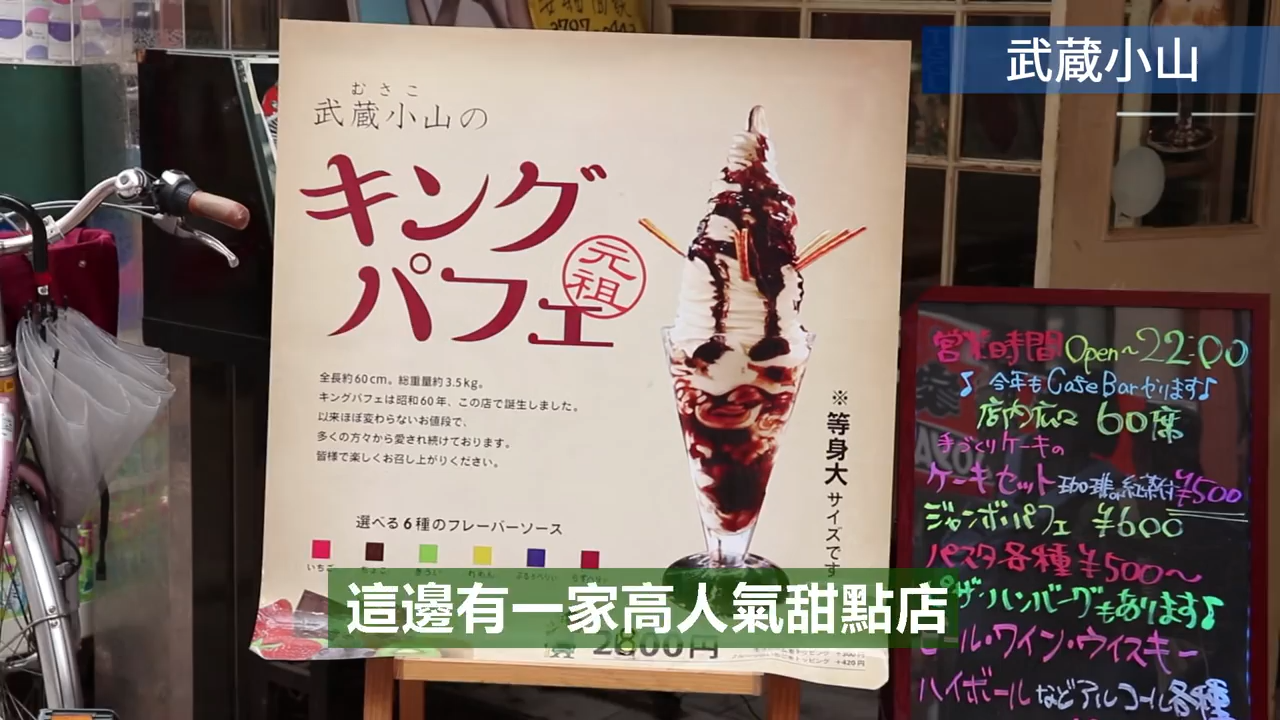 武蔵小山
むさこ
武蔵小山の
キング
パフェ
元祖
全長約60cm。総重量約3.5kg。
キングパフェは昭和60年、この店で誕生しました。
以来ほぼ変わらないお値段で、
多くの方々から愛され続けております。
皆様で楽しくお召し上がりください。
※等身大サイズです
選べる6種のフレーバーソース
いちご
営業時間 Open~22:00
♪ 今年もCafe Barやります♪
店内広々 60席
手づくりケーキの
ケーキセット 珈琲or紅茶付 ¥500
ジャンボパフェ ¥600
パスタ各種 ¥500~
ピザ・ハンバーグもあります♪
ビール・ワイン・ウィスキー
ハイボールなどアルコール各種
這邊有一家高人氣甜點店
2800円
+420円